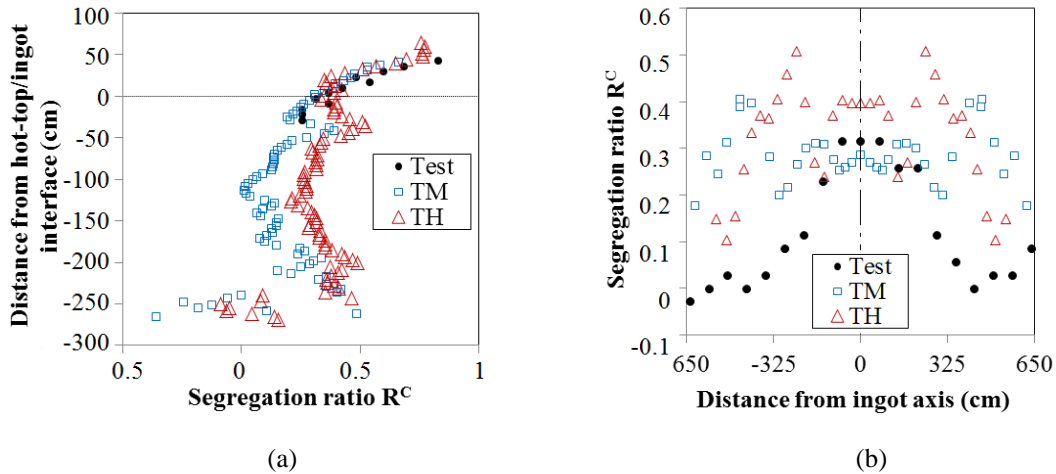 (a)
Distance from hot-top/ingot
interface (cm)
100
50
0
-50
-100
-150
-200
-250
-300
0.5
0
0.5
1
Segregation ratio R^C
Test
TM
TH
(b)
Segregation ratio R^C
0.6
0.5
0.4
0.3
0.2
0.1
0
-0.1
650
-325
0
325
650
Distance from ingot axis (cm)
Test
TM
TH
(a)
(b)